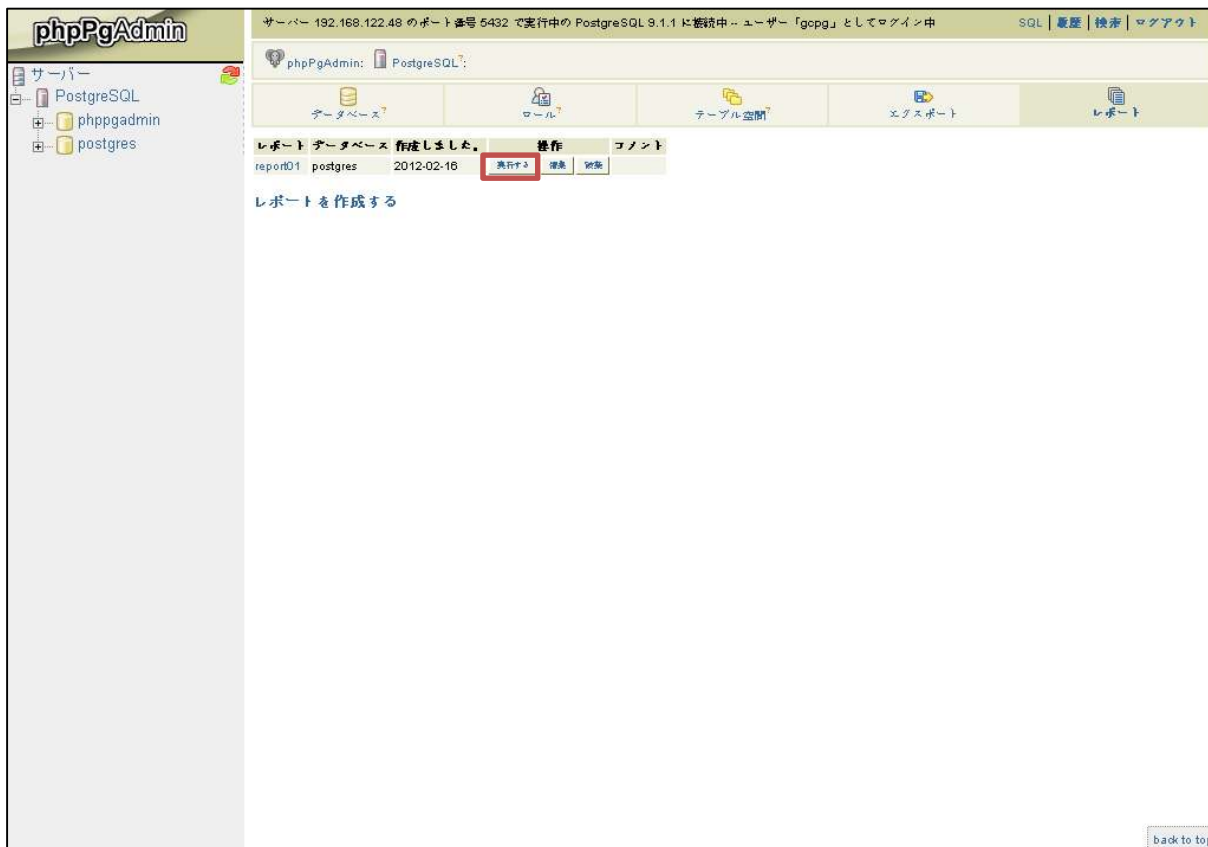 phpPgAdmin
サーバー
PostgreSQL
phppgadmin
postgres
サーバー 192.168.122.48 のポート番号 5432 で実行中の PostgreSQL 9.1.1 に接続中 -- ユーザー「gcpg」としてログイン中
SQL | 履歴 | 検索 | ログアウト
phpPgAdmin: PostgreSQL?:
データベース?
ロール?
テーブル空間?
エクスポート
レポート
レポート データベース 作成しました。 操作 コメント
report01 postgres 2012-02-16 実行する 編集 破棄
レポートを作成する
back to top